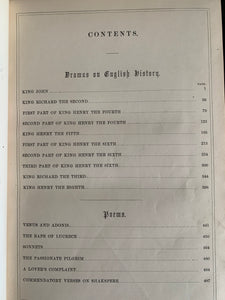 CONTENTS.
Dramas on English History.
PAGE
KING JOHN 1
KING RICHARD THE SECOND
FIRST PART OF KING HENRY THE FOURTH
SECOND PART OF KING HENRY THE FOURTH
KING HENRY THE FIFTH
FIRST PART OF KING HENRY THE SIXTH
SECOND PART OF KING HENRY THE SIXTH
THIRD PART OF KING HENRY THE SIXTH
KING RICHARD THE THIRD
KING HENRY THE EIGHTH
Poems.
VENUS AND ADONIS
THE RAPE OF LUCRECE
SONNETS
THE PASSIONATE PILGRIM
A LOVER'S COMPLAINT
COMMENDATORY VERSES ON SHAKSPERE